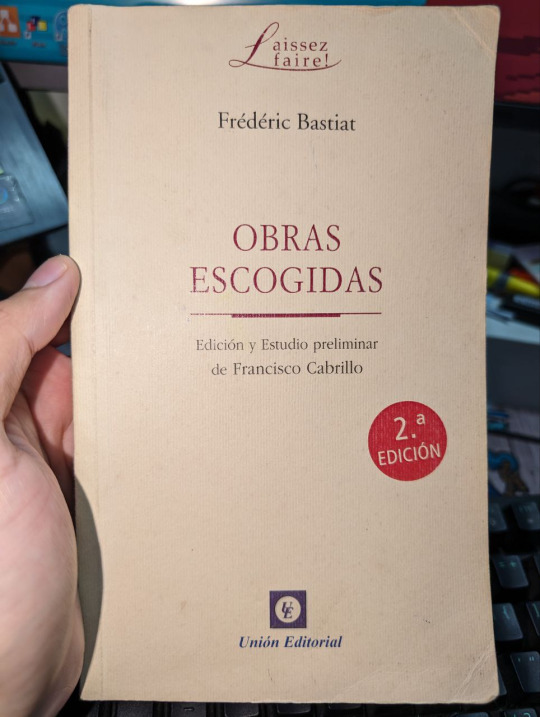 Laissez
faire!
Frédéric Bastiat
OBRAS
ESCOGIDAS
Edición y Estudio preliminar
de Francisco Cabrillo
2.ª
EDICIÓN
UE
Unión Editorial